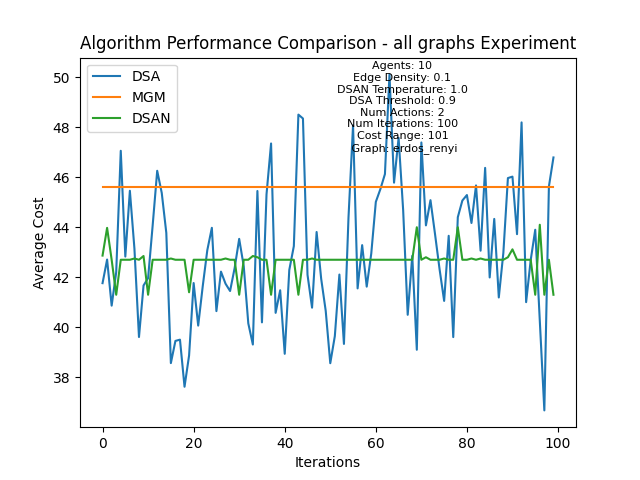 Algorithm Performance Comparison - all graphs Experiment
DSA
MGM
DSAN
Agents: 10
Edge Density: 0.1
DSAN Temperature: 1.0
DSA Threshold: 0.9
Num Actions: 2
Num Iterations: 100
Cost Range: 101
Graph: erdos_renyi
Average Cost
50
48
46
44
42
40
38
0 20 40 60 80 100
Iterations